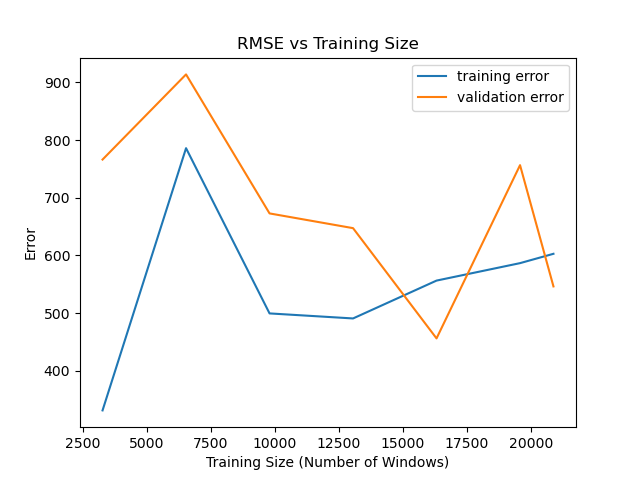 RMSE vs Training Size
training error
validation error
900
800
700
600
500
400
Error
2500 5000 7500 10000 12500 15000 17500 20000
Training Size (Number of Windows)